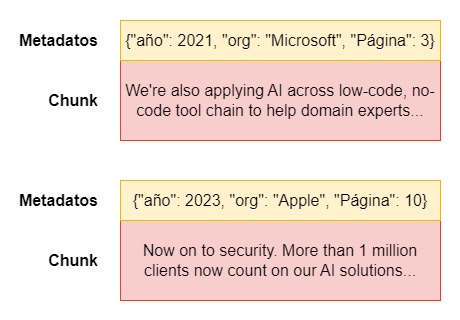 Metadatos
{"año": 2021, "org": "Microsoft", "Página": 3}
Chunk
We're also applying AI across low-code, no-
code tool chain to help domain experts...
Metadatos
{"año": 2023, "org": "Apple", "Página": 10}
Chunk
Now on to security. More than 1 million
clients now count on our AI solutions...